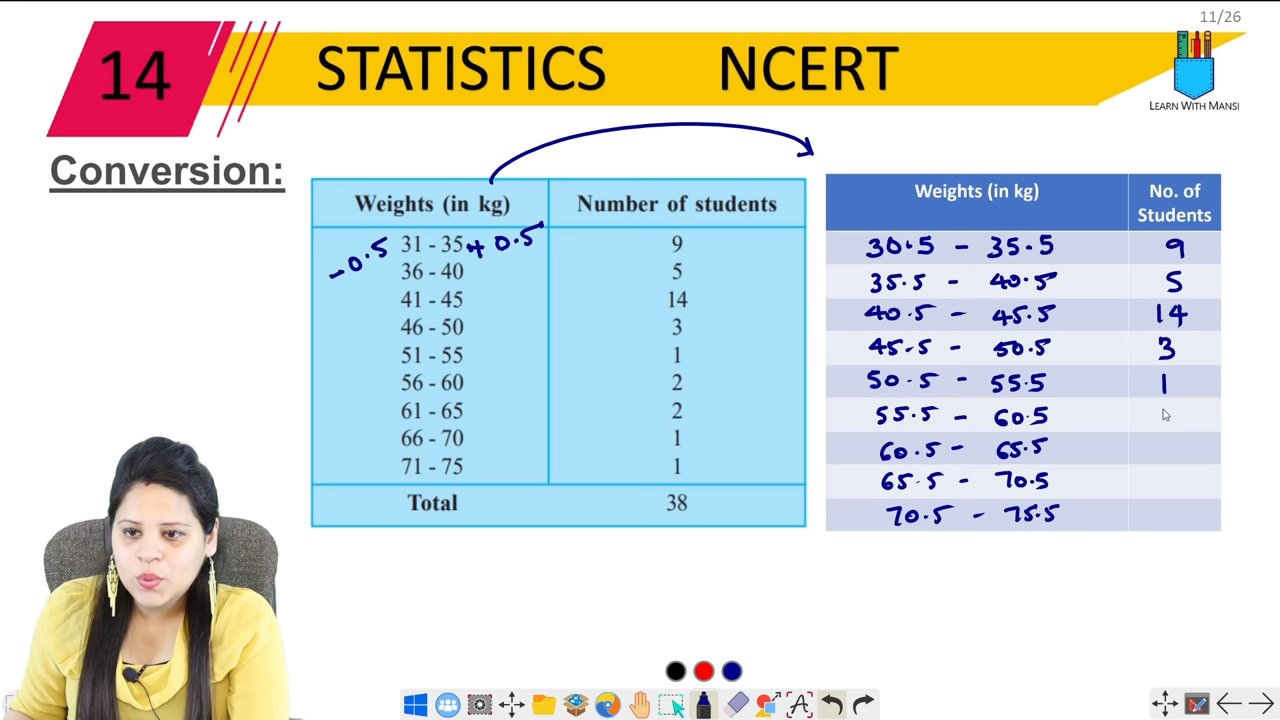 11/26
14
STATISTICS NCERT
LEARN WITH MANSI
Conversion:
Weights (in kg) Number of students
-0.5 31 - 35 +0.5 9
36 - 40 5
41 - 45 14
46 - 50 3
51 - 55 1
56 - 60 2
61 - 65 2
66 - 70 1
71 - 75 1
Total 38
Weights (in kg) No. of
Students
30.5 - 35.5 9
35.5 - 40.5 5
40.5 - 45.5 14
45.5 - 50.5 3
50.5 - 55.5 1
55.5 - 60.5
60.5 - 65.5
65.5 - 70.5
70.5 - 75.5